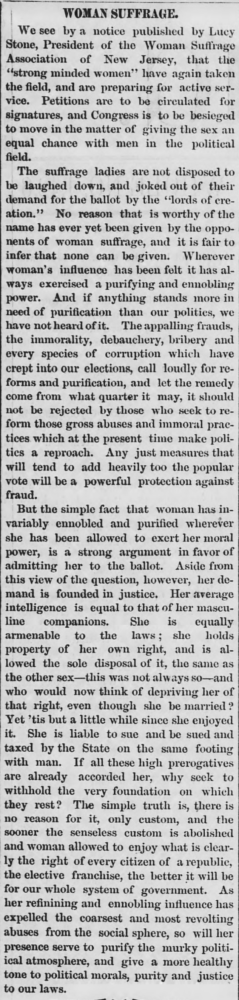 WOMAN SUFFRAGE.
We see by a notice published by Lucy
Stone, President of the Woman Suffrage
Association of New Jersey, that the
"strong minded women" have again taken
the field, and are preparing for active ser-
vice. Petitions are to be circulated for
signatures, and Congress is to be besieged
to move in the matter of giving the sex an
equal chance with men in the political
field.
The suffrage ladies are not disposed to
be laughed down, and joked out of their
demand for the ballot by the "lords of cre-
ation." No reason that is worthy of the
name has ever yet been given by the oppo-
nents of woman suffrage, and it is fair to
infer that none can be given. Wherever
woman's influence has been felt it has al-
ways exercised a purifying and ennobling
power. And if anything stands more in
need of purification than our politics, we
have not heard of it. The appalling frauds,
the immorality, debauchery, bribery and
every species of corruption which have
crept into our elections, call loudly for re-
forms and purification, and let the remedy
come from what quarter it may, it should
not be rejected by those who seek to re-
form those gross abuses and immoral prac-
tices which at the present time make poli-
tics a reproach. Any just measures that
will tend to add heavily too the popular
vote will be a powerful protection against
fraud.
But the simple fact that woman has in-
variably ennobled and purified wherever
she has been allowed to exert her moral
power, is a strong argument in favor of
admitting her to the ballot. Aside from
this view of the question, however, her de-
mand is founded in justice. Her average
intelligence is equal to that of her mascu-
line companions. She is equally
armenable to the laws; she holds
property of her own right, and is al-
lowed the sole disposal of it, the same as
the other sex—this was not always so—and
who would now think of depriving her of
that right, even though she be married?
Yet 'tis but a little while since she enjoyed
it. She is liable to sue and be sued and
taxed by the State on the same footing
with man. If all these high prerogatives
are already accorded her, why seek to
withhold the very foundation on which
they rest? The simple truth is, there is
no reason for it, only custom, and the
sooner the senseless custom is abolished
and woman allowed to enjoy what is clear-
ly the right of every citizen of a republic,
the elective franchise, the better it will be
for our whole system of government. As
her refinining and ennobling influence has
expelled the coarsest and most revolting
abuses from the social sphere, so will her
presence serve to purify the murky politi-
ical atmosphere, and give a more healthy
tone to political morals, purity and justice
to our laws.